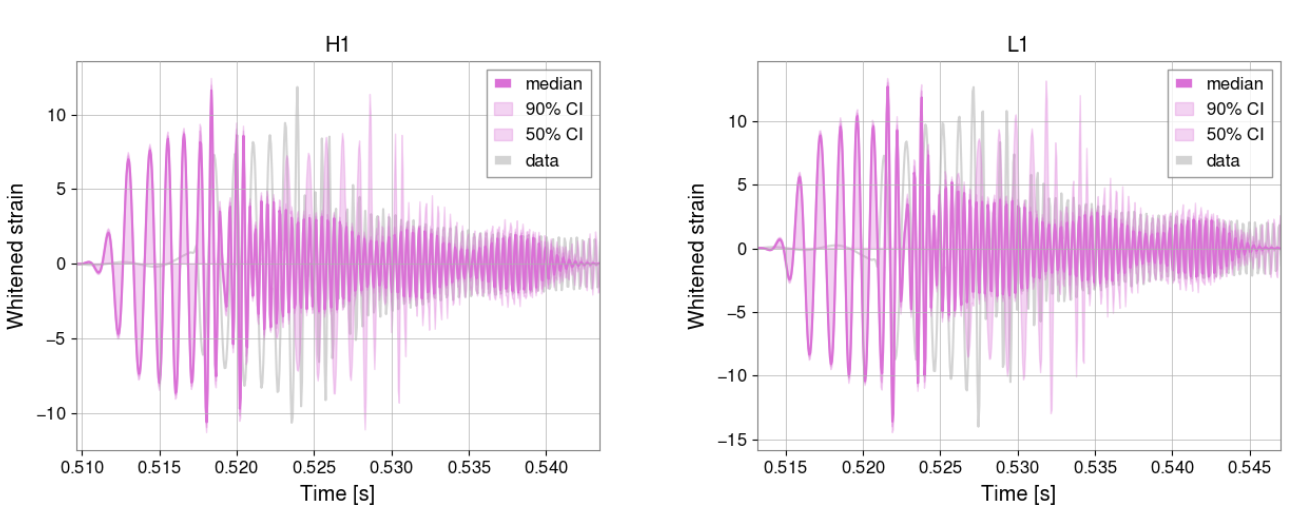 H1
median
90% CI
50% CI
data
10
5
0
−5
−10
Whitened strain
0.510 0.515 0.520 0.525 0.530 0.535 0.540
Time [s]
L1
median
90% CI
50% CI
data
10
5
0
−5
−10
−15
Whitened strain
0.515 0.520 0.525 0.530 0.535 0.540 0.545
Time [s]